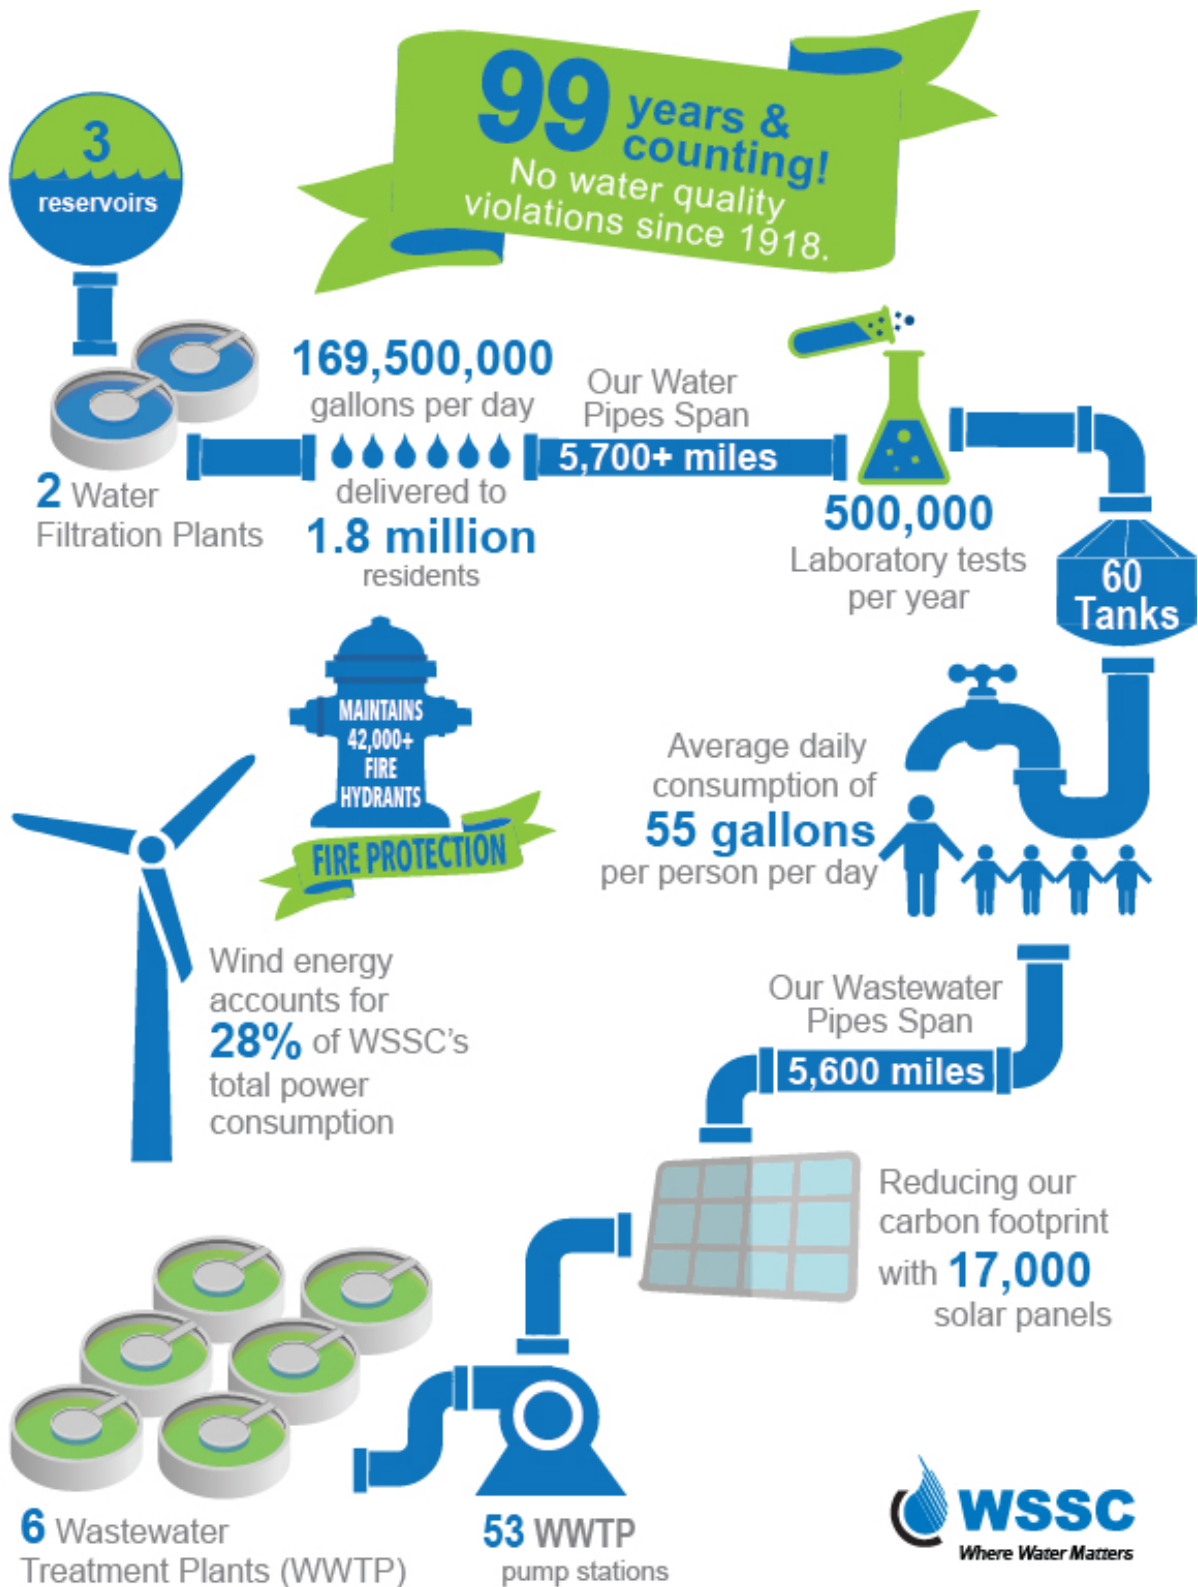 99 years &
counting!
No water quality
violations since 1918.
3
reservoirs
2 Water
Filtration Plants
169,500,000
gallons per day
delivered to
1.8 million
residents
Our Water
Pipes Span
5,700+ miles
500,000
Laboratory tests
per year
60
Tanks
MAINTAINS
42,000+
FIRE
HYDRANTS
FIRE PROTECTION
Average daily
consumption of
55 gallons
per person per day
Wind energy
accounts for
28% of WSSC's
total power
consumption
Our Wastewater
Pipes Span
5,600 miles
Reducing our
carbon footprint
with 17,000
solar panels
6 Wastewater
Treatment Plants (WWTP)
53 WWTP
pump stations
WSSC
Where Water Matters